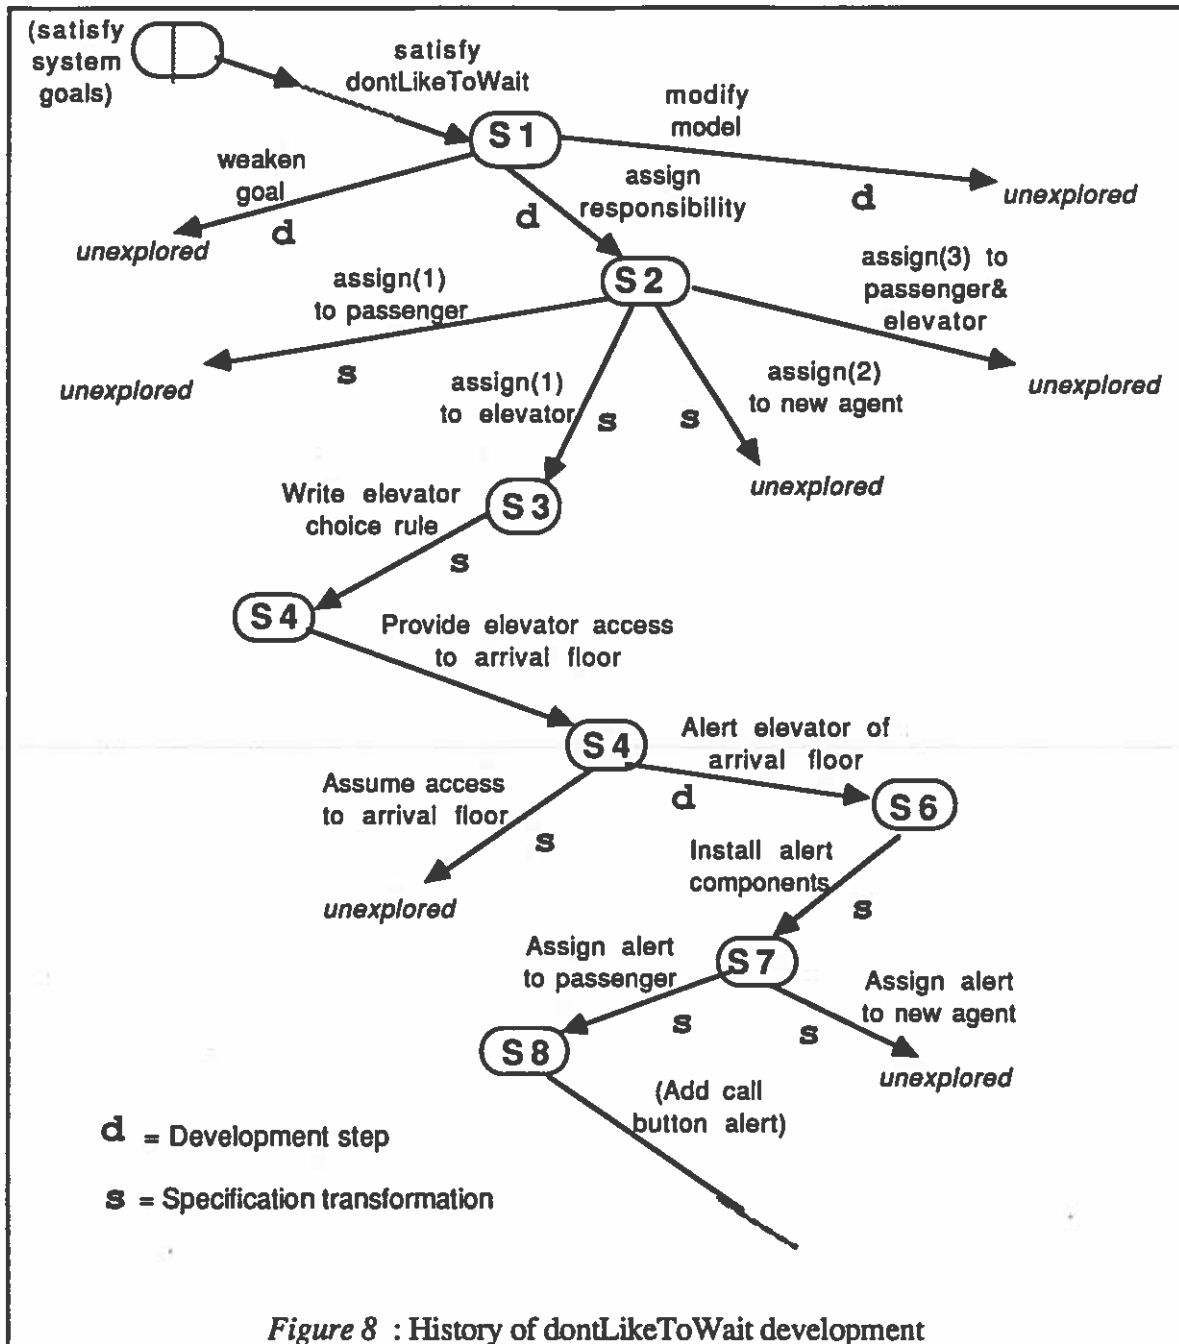 (satisfy
system
goals)
satisfy
dontLikeToWait
S1
modify
model
weaken
goal
d
assign
responsibility
d
d
unexplored
unexplored
S2
assign(1)
to passenger
s
unexplored
assign(3) to
passenger&
elevator
unexplored
assign(1)
to elevator
s
s
assign(2)
to new agent
unexplored
S3
Write elevator
choice rule
s
S4
Provide elevator access
to arrival floor
S4
Alert elevator of
arrival floor
d
Assume access
to arrival floor
s
unexplored
S6
Install alert
components
s
S7
Assign alert
to passenger
s
Assign alert
to new agent
s
unexplored
S8
(Add call
button alert)
d = Development step
s = Specification transformation
Figure 8 : History of dontLikeToWait development